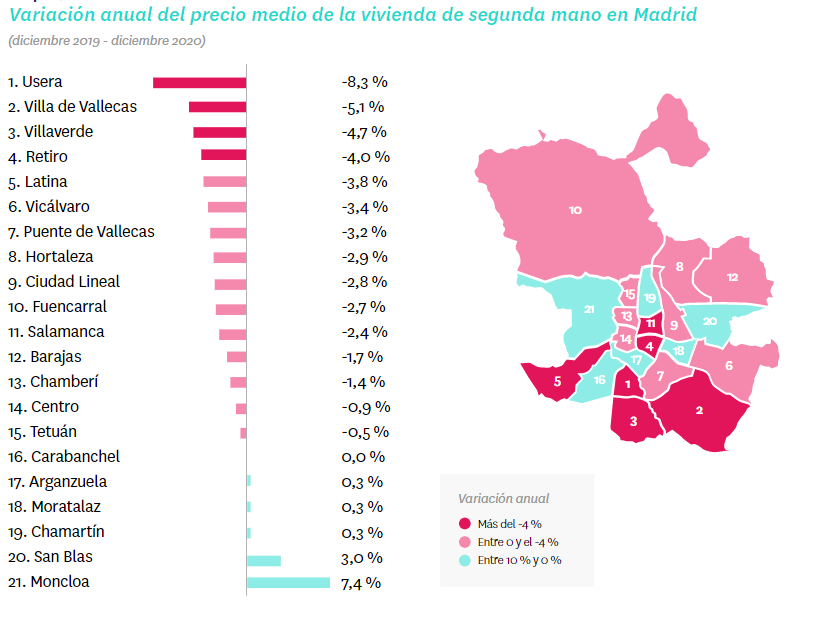 Variación anual del precio medio de la vivienda de segunda mano en Madrid
(diciembre 2019 - diciembre 2020)
1. Usera -8,3 %
2. Villa de Vallecas -5,1 %
3. Villaverde -4,7 %
4. Retiro -4,0 %
5. Latina -3,8 %
6. Vicálvaro -3,4 %
7. Puente de Vallecas -3,2 %
8. Hortaleza -2,9 %
9. Ciudad Lineal -2,8 %
10. Fuencarral -2,7 %
11. Salamanca -2,4 %
12. Barajas -1,7 %
13. Chamberí -1,4 %
14. Centro -0,9 %
15. Tetuán -0,5 %
16. Carabanchel 0,0 %
17. Arganzuela 0,3 %
18. Moratalaz 0,3 %
19. Chamartín 0,3 %
20. San Blas 3,0 %
21. Moncloa 7,4 %
10
8
12
15
19
21
13
11
9
20
14
4
18
17
6
5
16
1
7
2
3
Variación anual
Más del -4 %
Entre 0 y el -4 %
Entre 10 % y 0 %